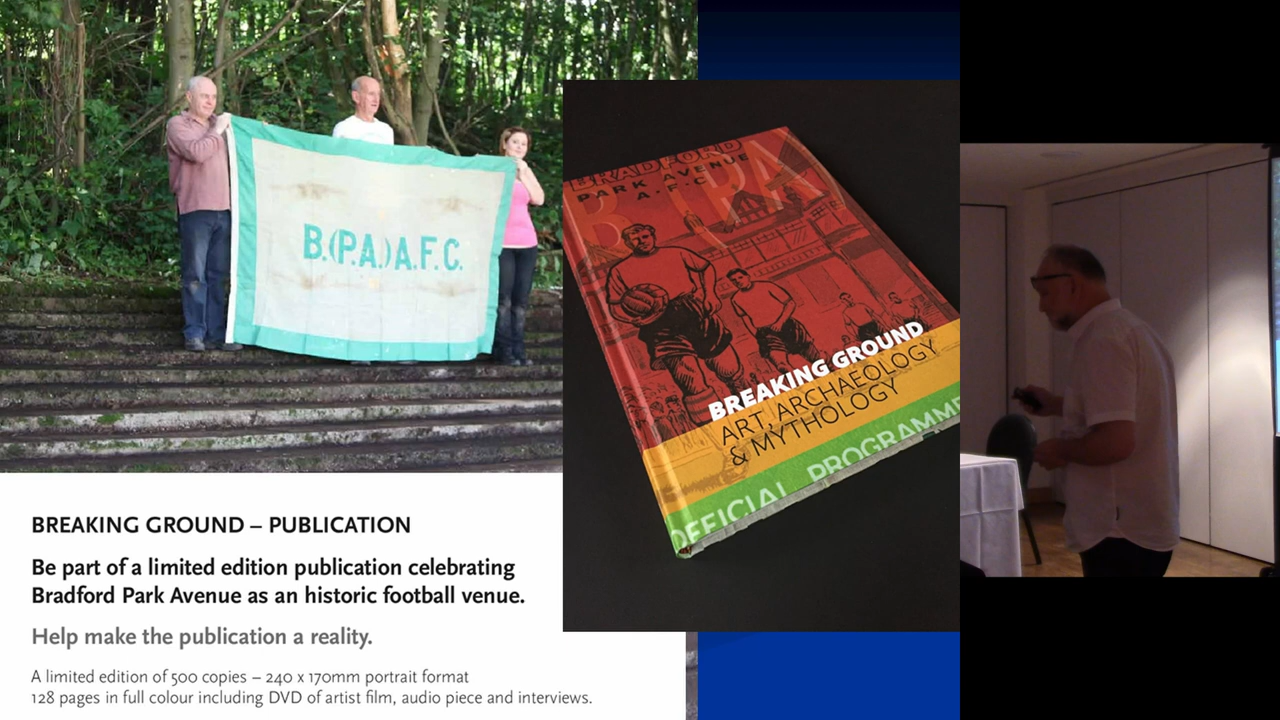 B.(P.A.)A.F.C.
BRADFORD
PARK AVENUE
A.F.C
BREAKING GROUND
ART, ARCHAEOLOGY
& MYTHOLOGY
OFFICIAL PROGRAMME
BREAKING GROUND – PUBLICATION
Be part of a limited edition publication celebrating
Bradford Park Avenue as an historic football venue.
Help make the publication a reality.
A limited edition of 500 copies – 240 x 170mm portrait format
128 pages in full colour including DVD of artist film, audio piece and interviews.